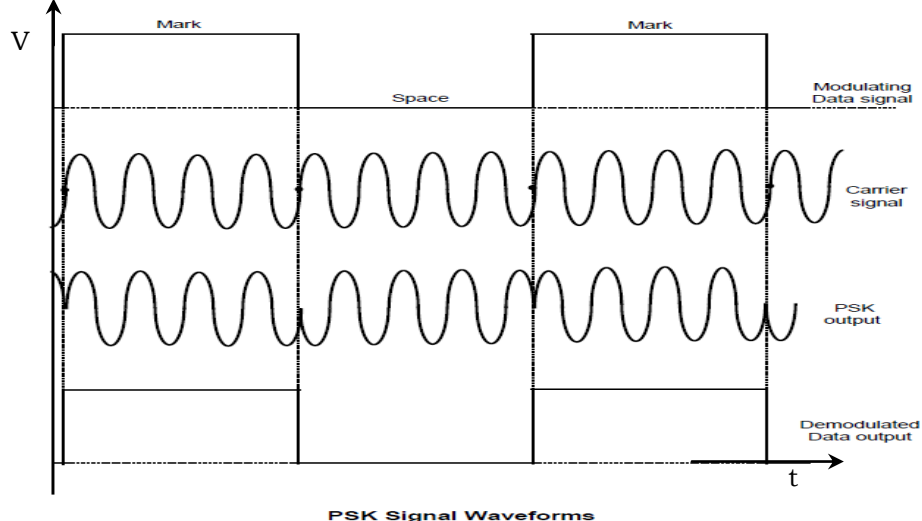 Mark
Mark
V
Space
Modulating
Data signal
Carrier
signal
PSK
output
Demodulated
Data output
t
PSK Signal Waveforms